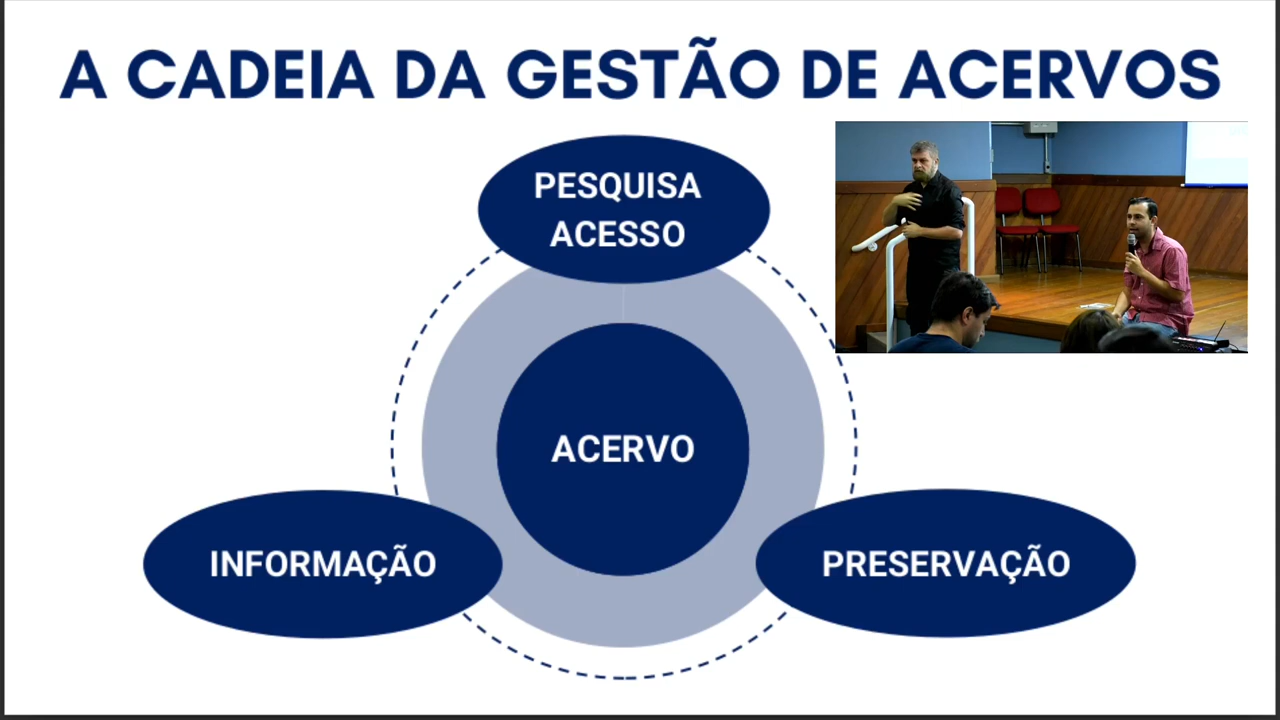 A CADEIA DA GESTÃO DE ACERVOS
PESQUISA
ACESSO
ACERVO
INFORMAÇÃO
PRESERVAÇÃO